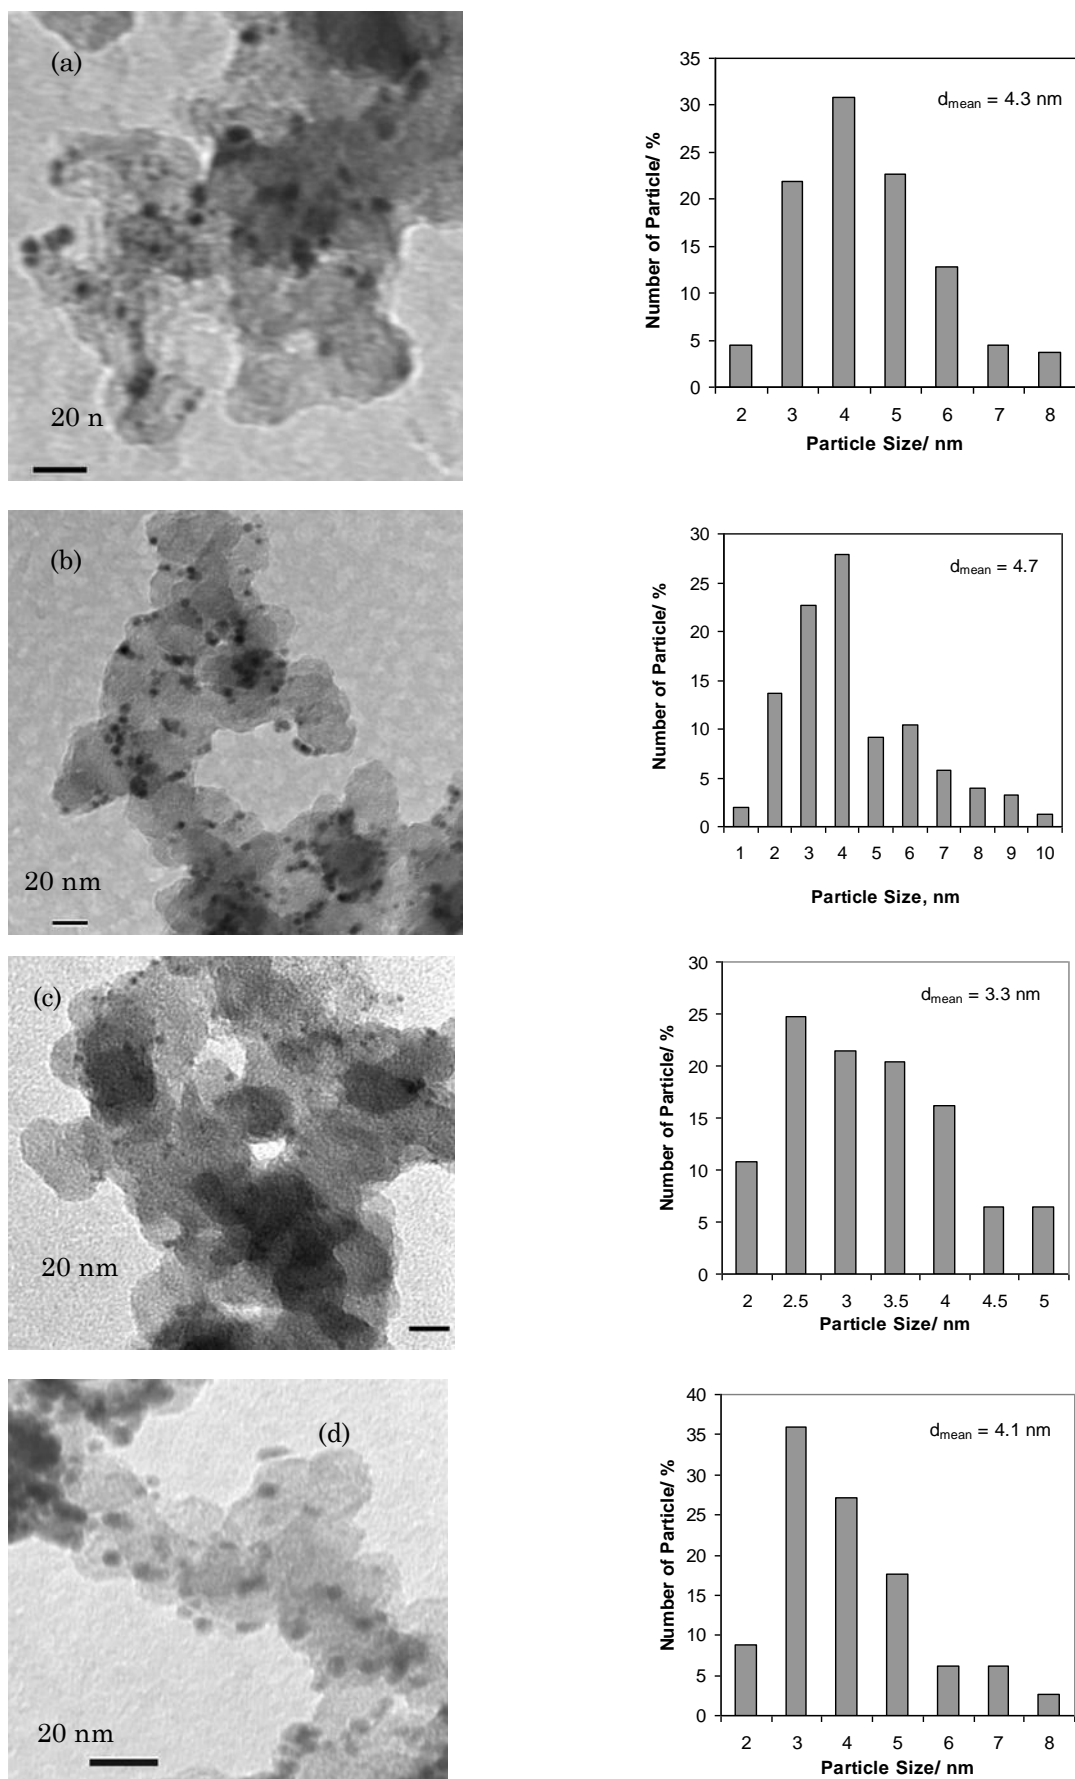 (a)
20 n
35
30
25
20
15
10
5
0
Number of Particle/ %
d_mean = 4.3 nm
2 3 4 5 6 7 8
Particle Size/ nm
(b)
20 nm
30
25
20
15
10
5
0
Number of Particle/ %
d_mean = 4.7
1 2 3 4 5 6 7 8 9 10
Particle Size, nm
(c)
20 nm
30
25
20
15
10
5
0
Number of Particle/ %
d_mean = 3.3 nm
2 2.5 3 3.5 4 4.5 5
Particle Size/ nm
(d)
20 nm
40
35
30
25
20
15
10
5
0
Number of Particle/ %
d_mean = 4.1 nm
2 3 4 5 6 7 8
Particle Size/ nm